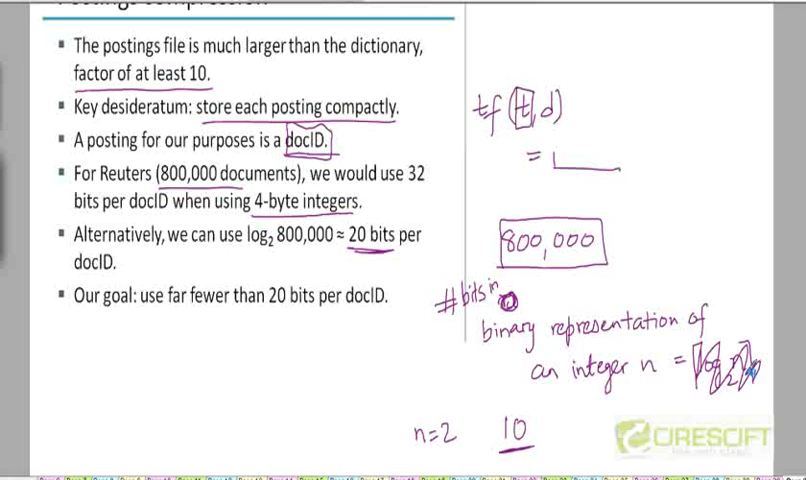 Postings compression
The postings file is much larger than the dictionary,
factor of at least 10.
Key desideratum: store each posting compactly.
A posting for our purposes is a docID.
For Reuters (800,000 documents), we would use 32
bits per docID when using 4-byte integers.
Alternatively, we can use log2 800,000 ≈ 20 bits per
docID.
Our goal: use far fewer than 20 bits per docID.
tf(t,d)
=
800,000
#bits in
binary representation of
an integer n =
n=2 10
CIRESCIFT